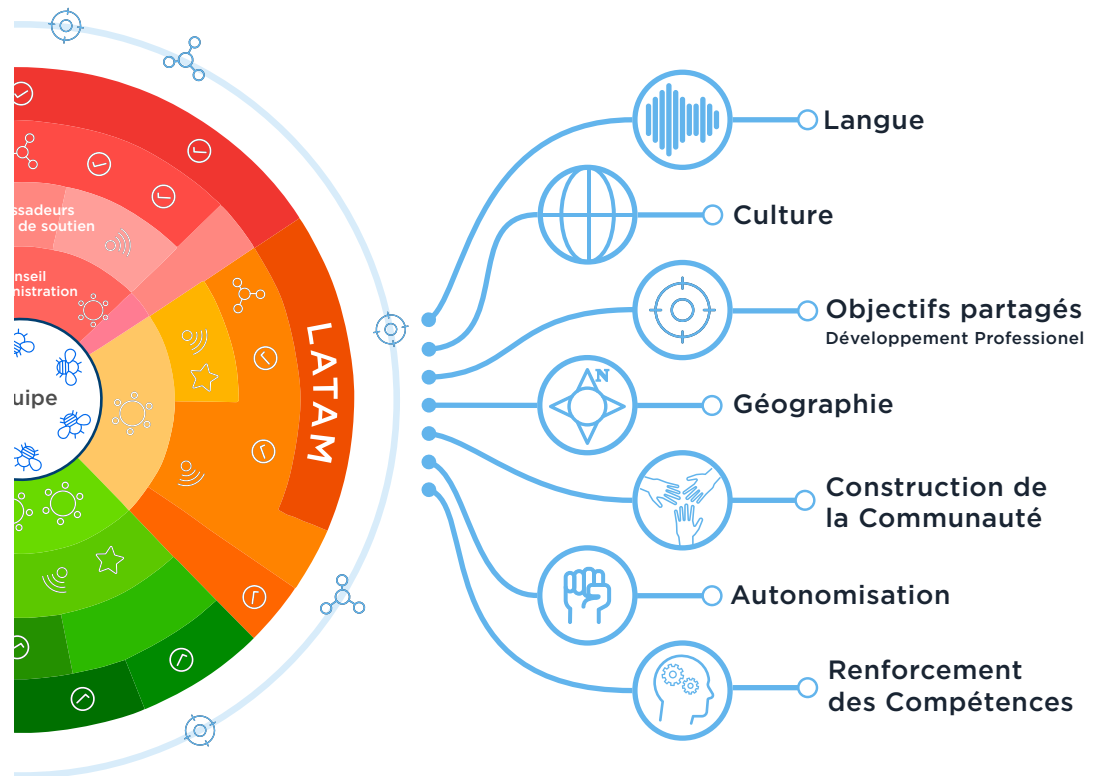 ssadeurs
de soutien
nseil
nistration
uipe
LATAM
Langue
Culture
Objectifs partagés
Développement Professionel
N
Géographie
Construction de
la Communauté
Autonomisation
Renforcement
des Compétences